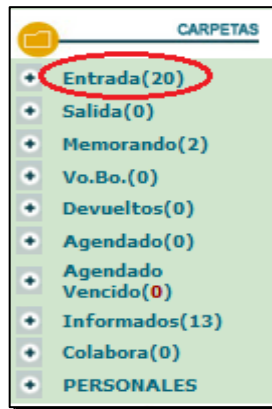 CARPETAS
Entrada(20)
Salida(0)
Memorando(2)
Vo.Bo.(0)
Devueltos(0)
Agendado(0)
Agendado
Vencido(0)
Informados(13)
Colabora(0)
PERSONALES